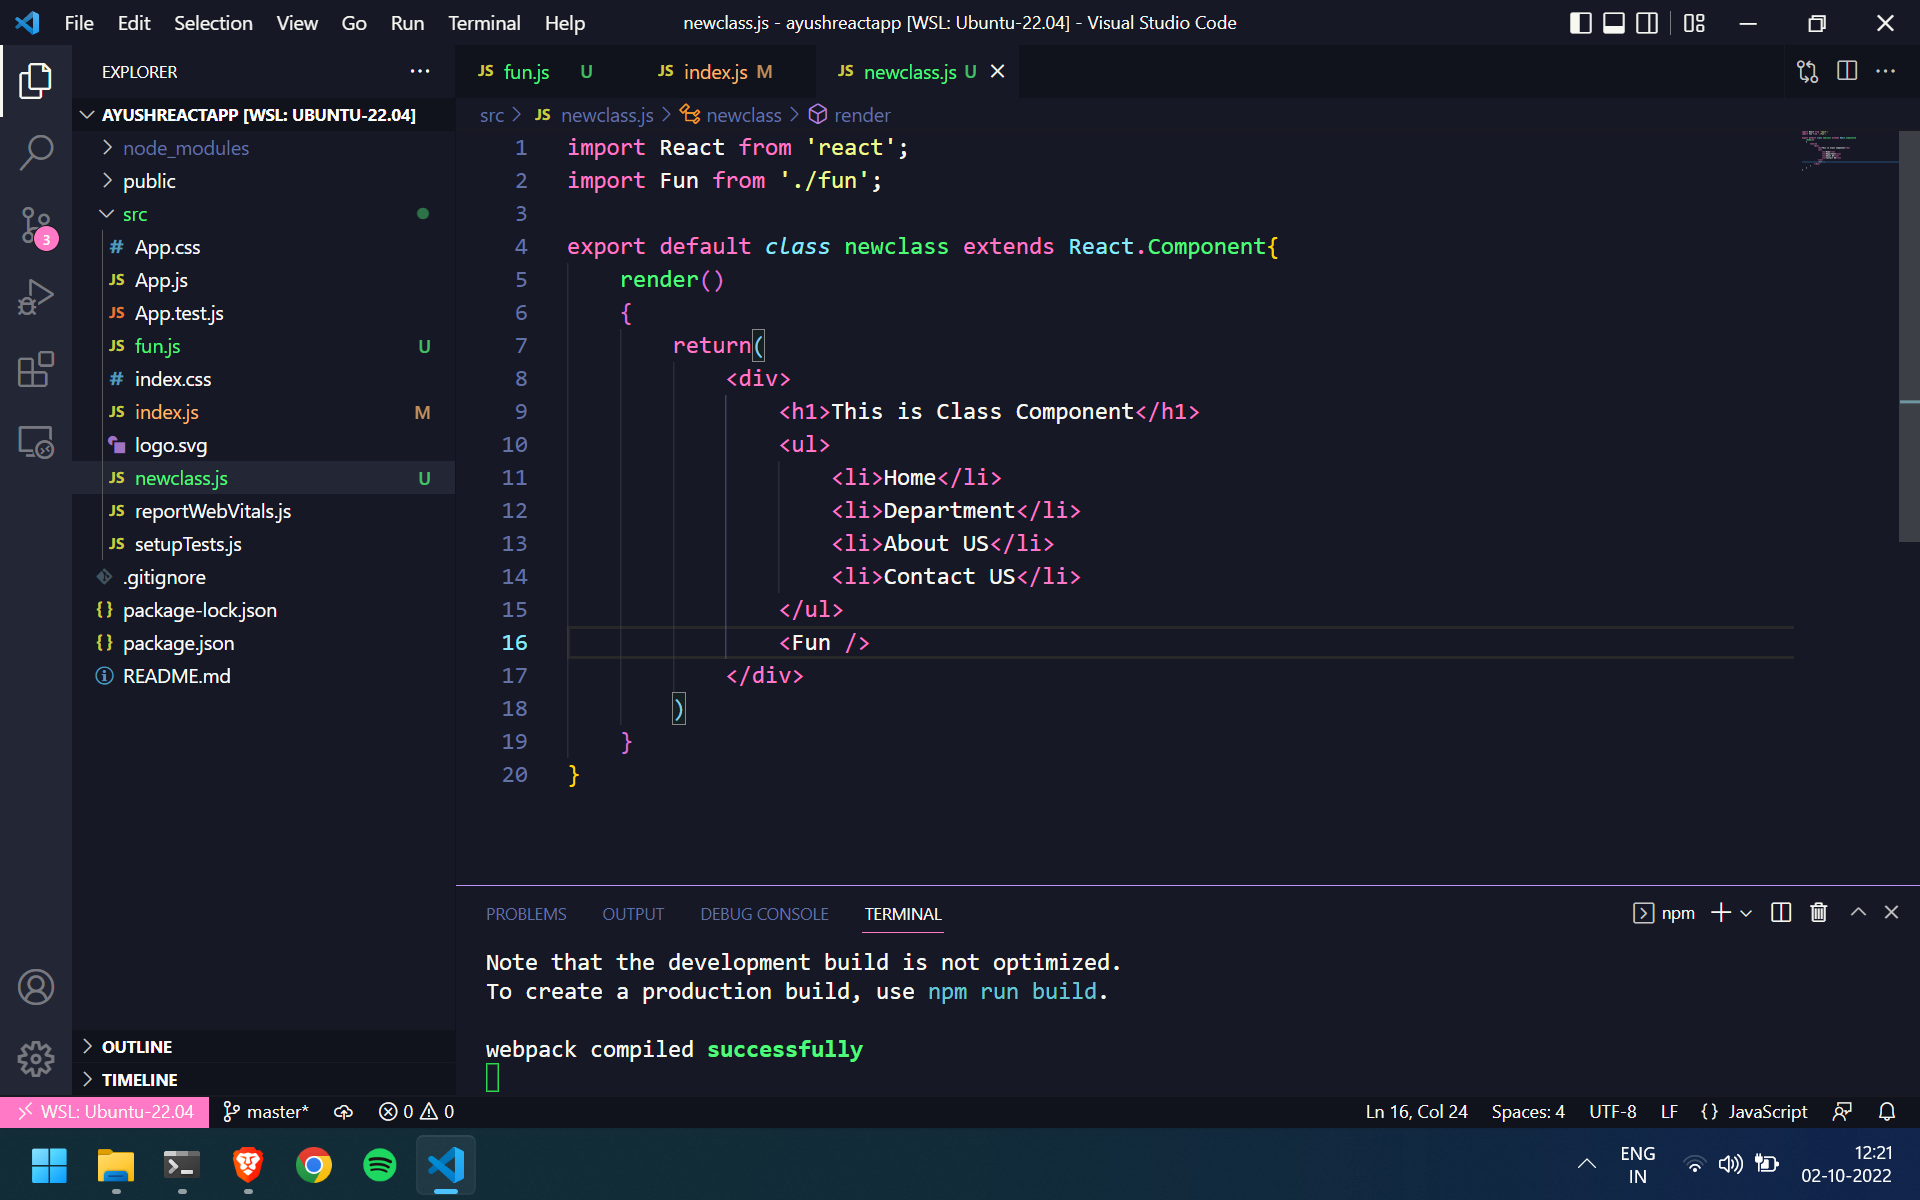 File Edit Selection View Go Run Terminal Help
newclass.js - ayushreactapp [WSL: Ubuntu-22.04] - Visual Studio Code
EXPLORER
AYUSHREACTAPP [WSL: UBUNTU-22.04]
node_modules
public
src
# App.css
JS App.js
JS App.test.js
JS fun.js U
# index.css
JS index.js M
logo.svg
JS newclass.js U
JS reportWebVitals.js
JS setupTests.js
.gitignore
{} package-lock.json
{} package.json
README.md
OUTLINE
TIMELINE
3
JS fun.js U JS index.js M JS newclass.js U
src > JS newclass.js > newclass > render
1 import React from 'react';
2 import Fun from './fun';
3
4 export default class newclass extends React.Component{
5 render()
6 {
7 return(
8 <div>
9 <h1>This is Class Component</h1>
10 <ul>
11 <li>Home</li>
12 <li>Department</li>
13 <li>About US</li>
14 <li>Contact US</li>
15 </ul>
16 <Fun />
17 </div>
18 )
19 }
20 }
PROBLEMS OUTPUT DEBUG CONSOLE TERMINAL
npm
Note that the development build is not optimized.
To create a production build, use npm run build.
webpack compiled successfully
WSL: Ubuntu-22.04 master* 0 0
Ln 16, Col 24 Spaces: 4 UTF-8 LF {} JavaScript
ENG
IN
12:21
02-10-2022